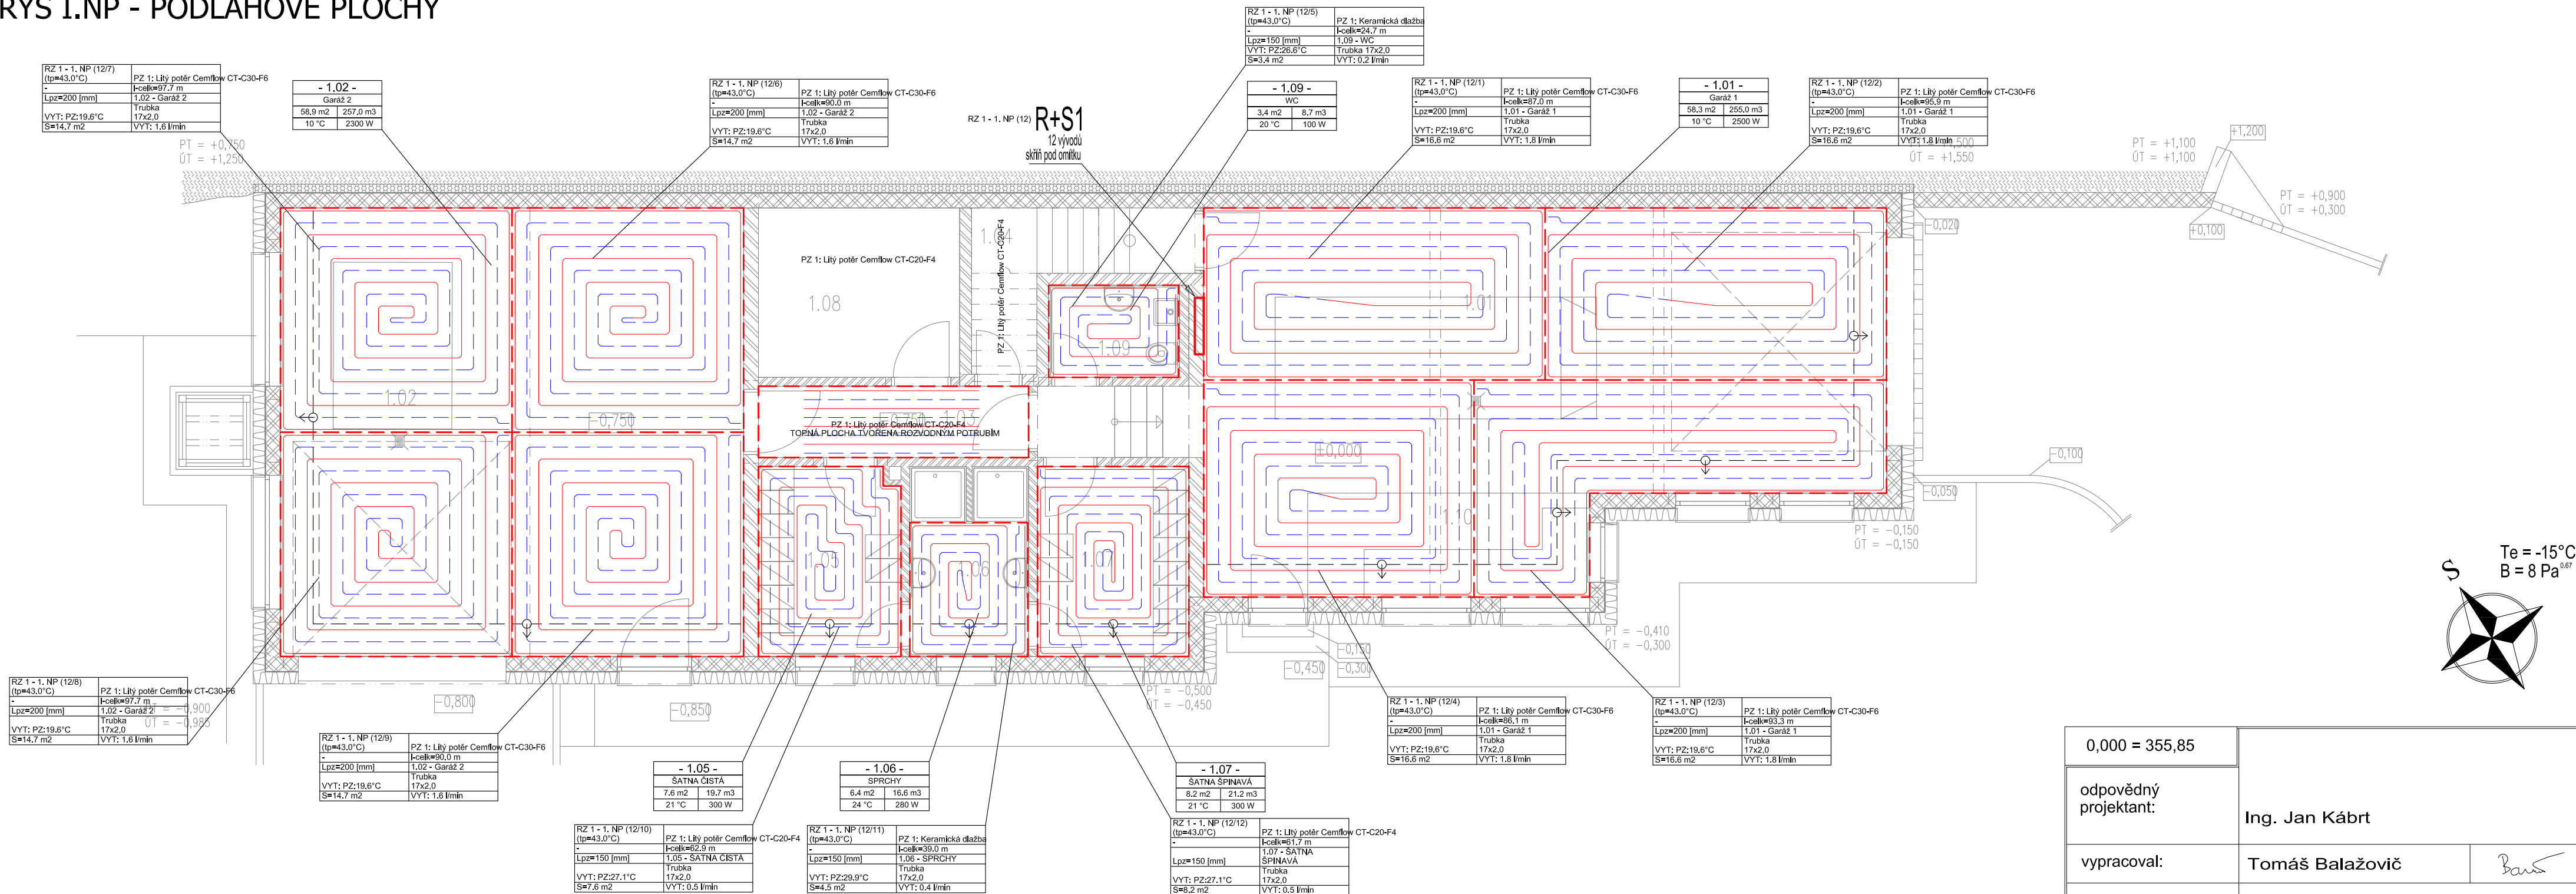 RYS I.NP - PODLAHOVÉ PLOCHY
RZ 1 - 1. NP (12/5)
(tp=43.0°C) PZ 1: Keramická dlažba
- l-celk=24.7 m
Lpz=150 [mm] 1.09 - WC
VYT: PZ:26.6°C Trubka 17x2,0
S=3,4 m2 VYT: 0.2 l/min
RZ 1 - 1. NP (12/7)
(tp=43.0°C) PZ 1: Litý potěr Cemflow CT-C30-F6
- l-celk=97.7 m
Lpz=200 [mm] 1.02 - Garáž 2
Trubka
VYT: PZ:19.6°C 17x2,0
S=14,7 m2 VYT: 1.6 l/min
- 1.02 -
Garáž 2
58,9 m2 257,0 m3
10 °C 2300 W
RZ 1 - 1. NP (12/6)
(tp=43.0°C) PZ 1: Litý potěr Cemflow CT-C30-F6
- l-celk=90.0 m
Lpz=200 [mm] 1.02 - Garáž 2
Trubka
VYT: PZ:19.6°C 17x2,0
S=14,7 m2 VYT: 1.6 l/min
RZ 1 - 1. NP (12) R+S1
12 vývodů
skříň pod omítku
- 1.09 -
WC
3,4 m2 8,7 m3
20 °C 100 W
RZ 1 - 1. NP (12/1)
(tp=43.0°C) PZ 1: Litý potěr Cemflow CT-C30-F6
- l-celk=87.0 m
Lpz=200 [mm] 1.01 - Garáž 1
Trubka
VYT: PZ:19.6°C 17x2,0
S=16,6 m2 VYT: 1.8 l/min
- 1.01 -
Garáž 1
58,3 m2 255,0 m3
10 °C 2500 W
RZ 1 - 1. NP (12/2)
(tp=43.0°C) PZ 1: Litý potěr Cemflow CT-C30-F6
- l-celk=95,9 m
Lpz=200 [mm] 1.01 - Garáž 1
Trubka
VYT: PZ:19,6°C 17x2,0
S=16.6 m2 VYT: 1.8 l/min
PT = +0,750
ÚT = +1,250
ÚT = +1,550
PT = +1,100
ÚT = +1,100
+1,200
PT = +0,900
ÚT = +0,300
+0,100
-0,020
PZ 1: Litý potěr Cemflow CT-C20-F4
1.08
PZ 1: Litý potěr Cemflow CT-C20-F4
1.09
1.01
1.02
-0,750
-0,750
1.03
PZ 1: Litý potěr Cemflow CT-C20-F4
TOPNÁ PLOCHA TVOŘENA ROZVODNÝM POTRUBÍM
±0,000
1.10
1.05
1.06
1.07
-0,100
-0,050
PT = -0,150
ÚT = -0,150
Te = -15°C
B = 8 Pa0.67
S
PT = -0,410
ÚT = -0,300
-0,150
-0,300
-0,450
PT = -0,500
ÚT = -0,450
-0,800
-0,850
PT = -0,900
ÚT = -0,985
RZ 1 - 1. NP (12/8)
(tp=43.0°C) PZ 1: Litý potěr Cemflow CT-C30-F6
- l-celk=97.7 m
Lpz=200 [mm] 1.02 - Garáž 2
Trubka
VYT: PZ:19.6°C 17x2,0
S=14.7 m2 VYT: 1.6 l/min
RZ 1 - 1. NP (12/9)
(tp=43.0°C) PZ 1: Litý potěr Cemflow CT-C30-F6
- l-celk=90.0 m
Lpz=200 [mm] 1.02 - Garáž 2
Trubka
VYT: PZ:19.6°C 17x2,0
S=14.7 m2 VYT: 1.6 l/min
- 1.05 -
ŠATNA ČISTÁ
7.6 m2 19.7 m3
21 °C 300 W
- 1.06 -
SPRCHY
6.4 m2 16.6 m3
24 °C 280 W
- 1.07 -
ŠATNA ŠPINAVÁ
8.2 m2 21.2 m3
21 °C 300 W
RZ 1 - 1. NP (12/4)
(tp=43.0°C) PZ 1: Litý potěr Cemflow CT-C30-F6
- l-celk=86,1 m
Lpz=200 [mm] 1.01 - Garáž 1
Trubka
VYT: PZ:19,6°C 17x2,0
S=16.6 m2 VYT: 1.8 l/min
RZ 1 - 1. NP (12/3)
(tp=43.0°C) PZ 1: Litý potěr Cemflow CT-C30-F6
- l-celk=93,3 m
Lpz=200 [mm] 1.01 - Garáž 1
Trubka
VYT: PZ:19.6°C 17x2,0
S=16.6 m2 VYT: 1.8 l/min
RZ 1 - 1. NP (12/10)
(tp=43.0°C) PZ 1: Litý potěr Cemflow CT-C20-F4
- l-celk=62.9 m
Lpz=150 [mm] 1.05 - ŠATNA ČISTÁ
Trubka
VYT: PZ:27.1°C 17x2,0
S=7.6 m2 VYT: 0.5 l/min
RZ 1 - 1. NP (12/11)
(tp=43.0°C) PZ 1: Keramická dlažba
- l-celk=39.0 m
Lpz=150 [mm] 1.06 - SPRCHY
Trubka
VYT: PZ:29.9°C 17x2,0
S=4.5 m2 VYT: 0.4 l/min
RZ 1 - 1. NP (12/12)
(tp=43.0°C) PZ 1: Litý potěr Cemflow CT-C20-F4
- l-celk=61.7 m
1.07 - ŠATNA
Lpz=150 [mm] ŠPINAVÁ
Trubka
VYT: PZ:27.1°C 17x2,0
S=8.2 m2 VYT: 0.5 l/min
0,000 = 355,85
odpovědný
projektant: Ing. Jan Kábrt
vypracoval: Tomáš Balažovič